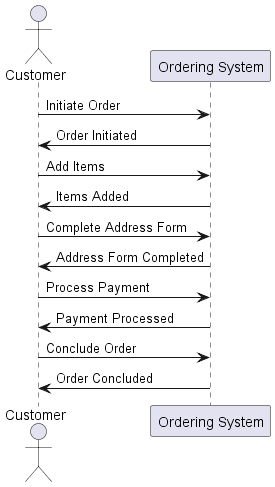 Customer
Ordering System
Initiate Order
Order Initiated
Add Items
Items Added
Complete Address Form
Address Form Completed
Process Payment
Payment Processed
Conclude Order
Order Concluded
Customer
Ordering System